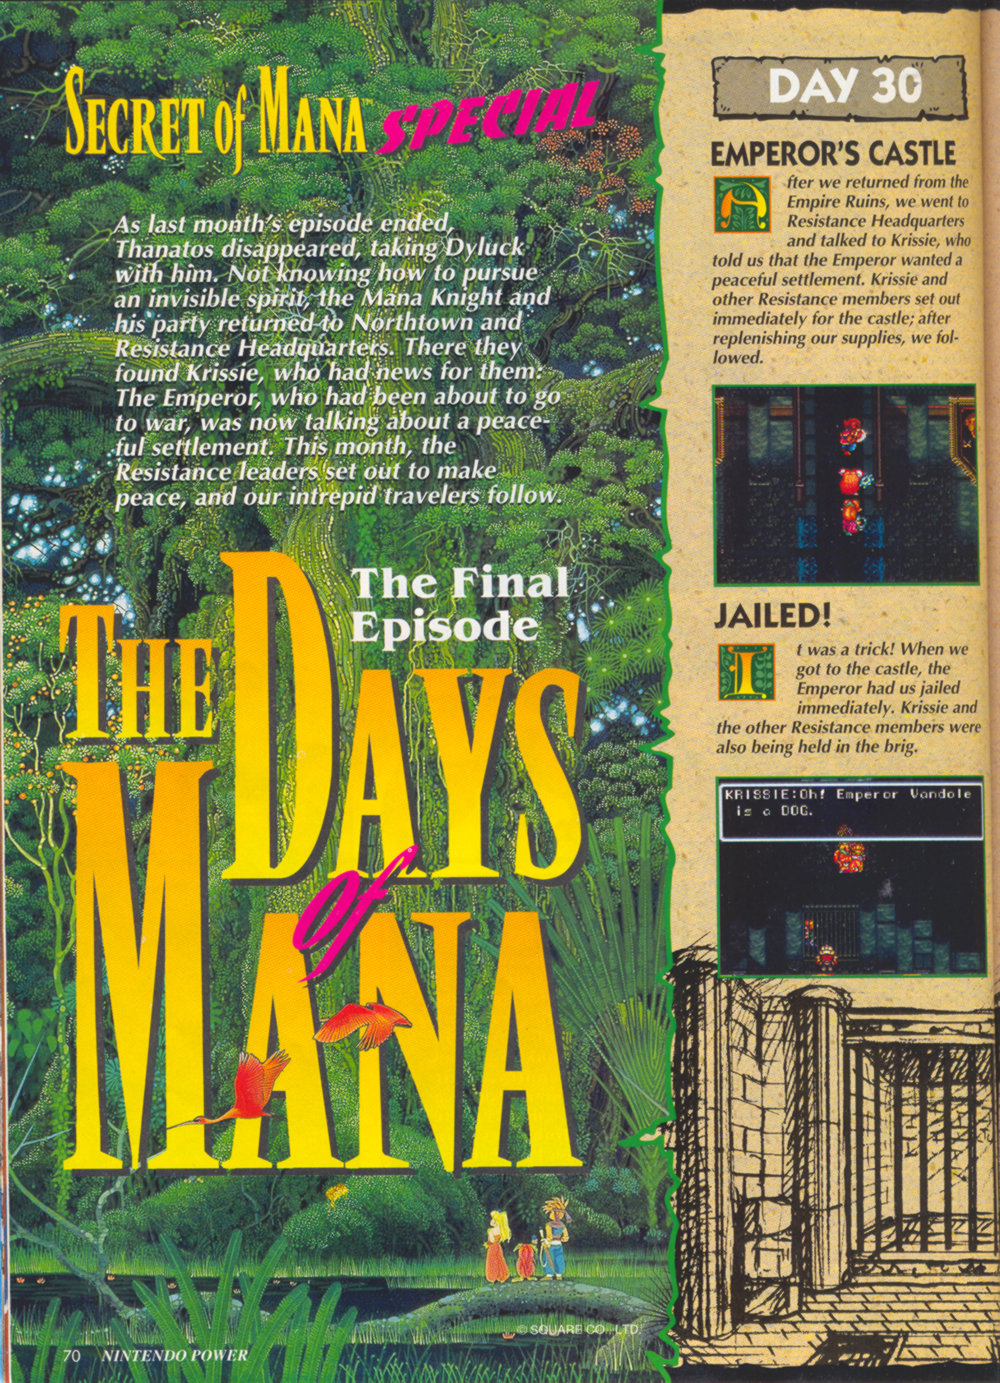 SECRET of MANA™ SPECIAL
As last month's episode ended,
Thanatos disappeared, taking Dyluck
with him. Not knowing how to pursue
an invisible spirit, the Mana Knight and
his party returned to Northtown and
Resistance Headquarters. There they
found Krissie, who had news for them:
The Emperor, who had been about to go
to war, was now talking about a peace-
ful settlement. This month, the
Resistance leaders set out to make
peace, and our intrepid travelers follow.
The Final
Episode
THE DAYS
of
MANA
© SQUARE CO., LTD.
70 NINTENDO POWER
DAY 30
EMPEROR'S CASTLE
After we returned from the
Empire Ruins, we went to
Resistance Headquarters
and talked to Krissie, who
told us that the Emperor wanted a
peaceful settlement. Krissie and
other Resistance members set out
immediately for the castle; after
replenishing our supplies, we fol-
lowed.
JAILED!
It was a trick! When we
got to the castle, the
Emperor had us jailed
immediately. Krissie and
the other Resistance members were
also being held in the brig.
KRISSIE:Oh! Emperor Vandole
is a DOG.